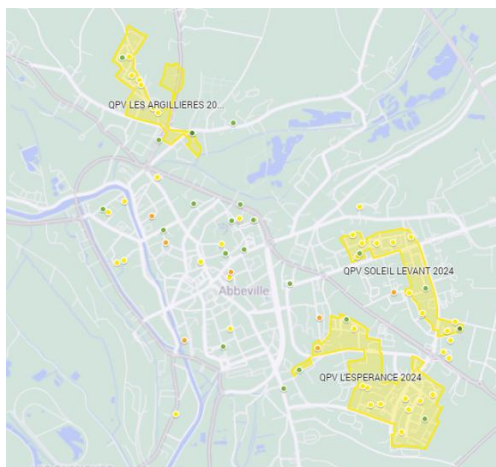 QPV LES ARGILLIERES 20...
QPV SOLEIL LEVANT 2024
Abbeville
QPV L'ESPERANCE 2024